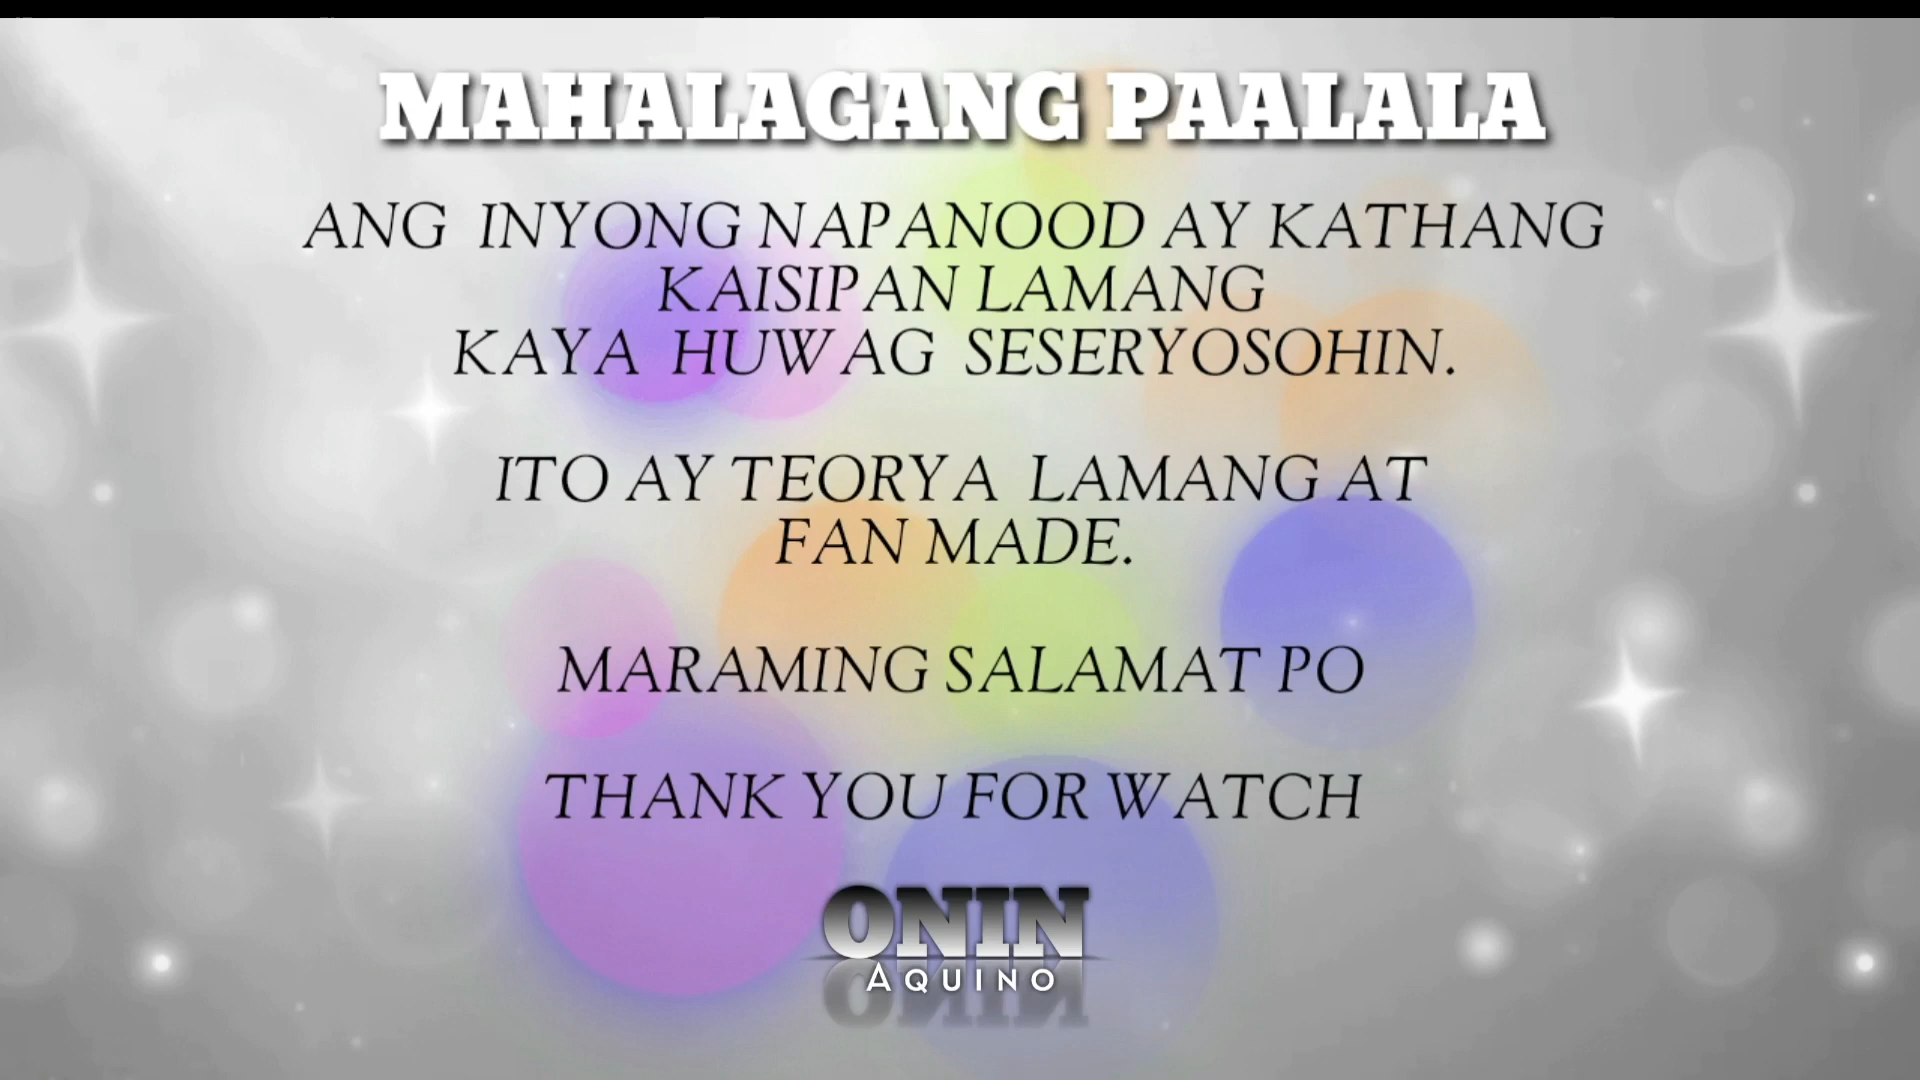 MAHALAGANG PAALALA
ANG INYONG NAPANOOD AY KATHANG
KAISIPAN LAMANG
KAYA HUWAG SESERYOSOHIN.
ITO AY TEORYA LAMANG AT
FAN MADE.
MARAMING SALAMAT PO
THANK YOU FOR WATCH
ONIN
AQUINO